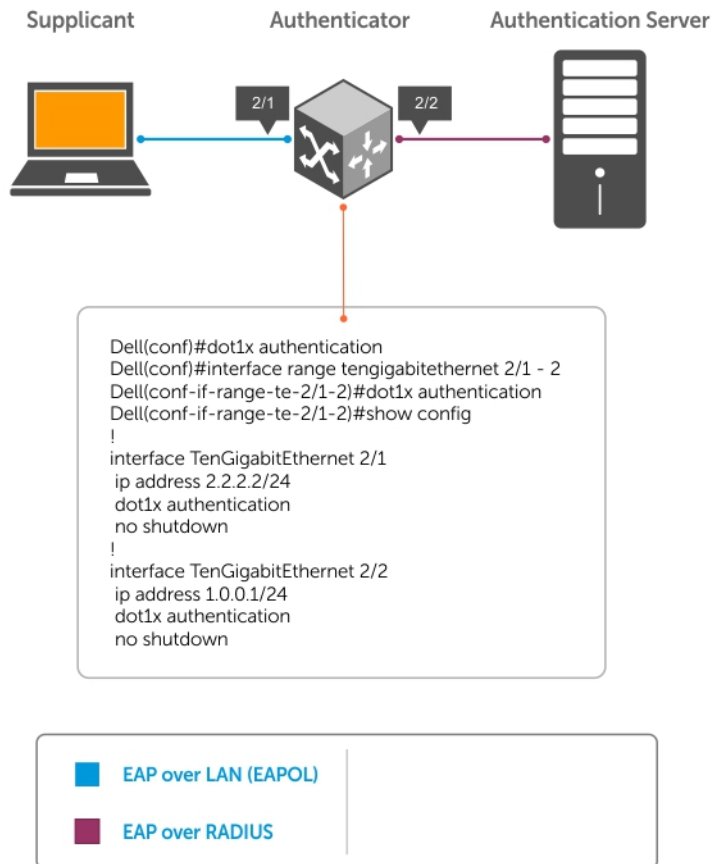 Supplicant Authenticator Authentication Server
2/1 2/2
Dell(conf)#dot1x authentication
Dell(conf)#interface range tengigabitethernet 2/1 - 2
Dell(conf-if-range-te-2/1-2)#dot1x authentication
Dell(conf-if-range-te-2/1-2)#show config
!
interface TenGigabitEthernet 2/1
ip address 2.2.2.2/24
dot1x authentication
no shutdown
!
interface TenGigabitEthernet 2/2
ip address 1.0.0.1/24
dot1x authentication
no shutdown
EAP over LAN (EAPOL)
EAP over RADIUS